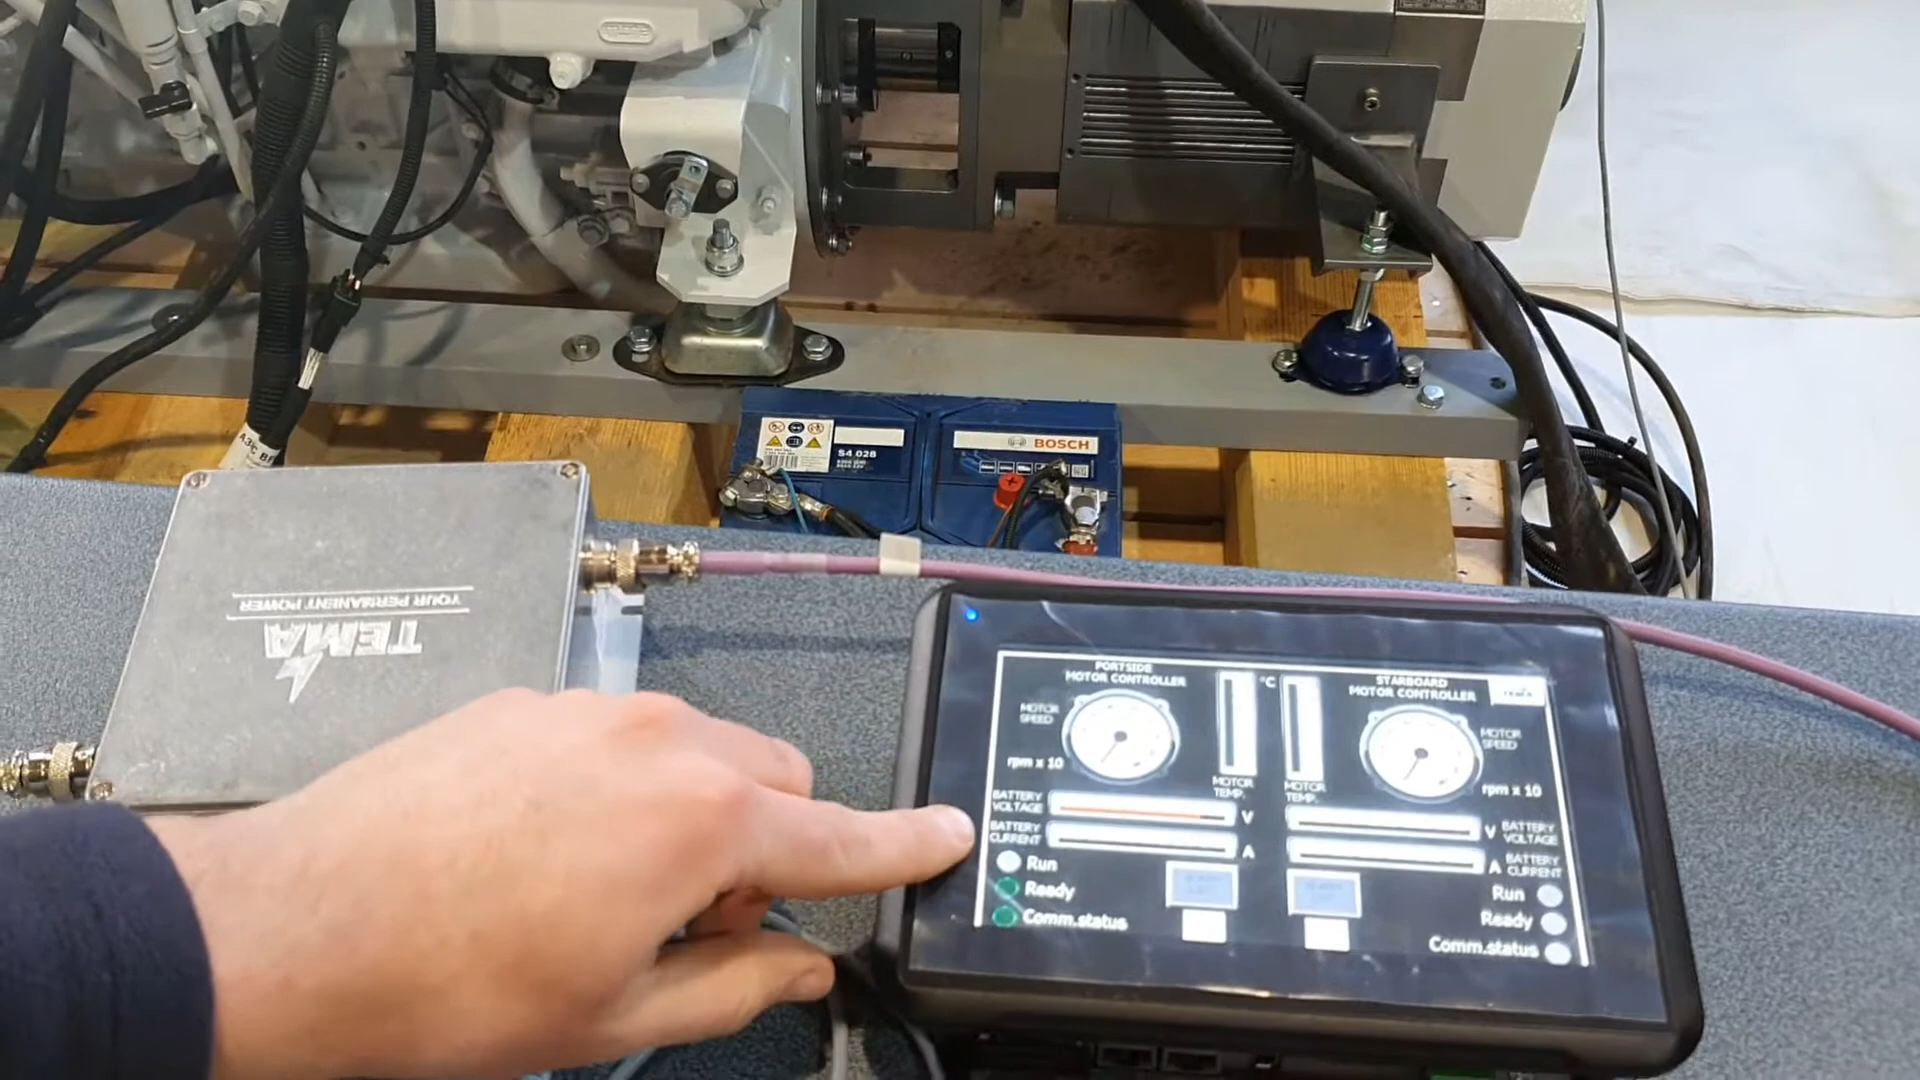 S4 028
BOSCH
A3% BF
YOUR PERMANENT POWER
TEMA
PORTSIDE
MOTOR CONTROLLER
MOTOR
SPEED
rpm x 10
°C
MOTOR
TEMP.
BATTERY
VOLTAGE
V
BATTERY
CURRENT
A
Run
Ready
Comm.status
STARBOARD
MOTOR CONTROLLER
MOTOR
SPEED
rpm x 10
MOTOR
TEMP.
V
BATTERY
VOLTAGE
A
BATTERY
CURRENT
Run
Ready
Comm.status